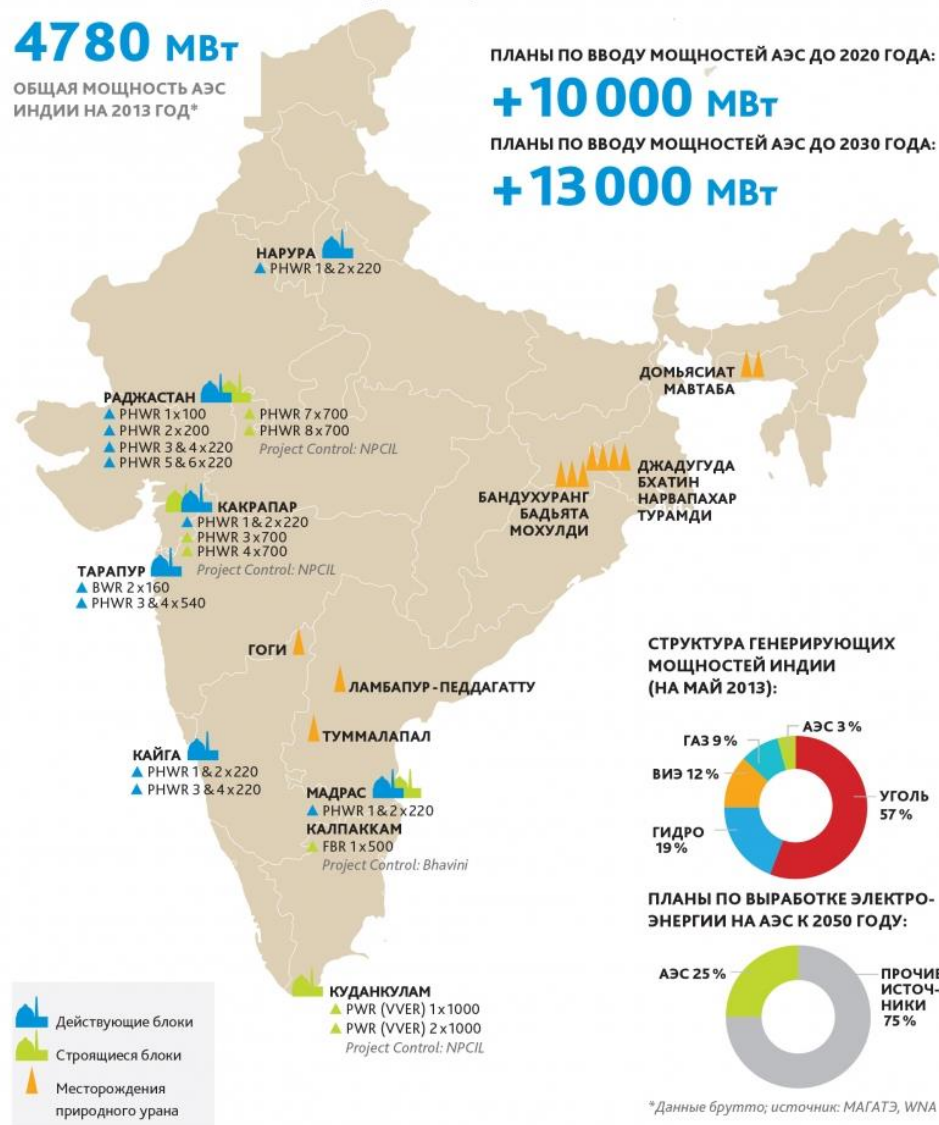 4780 МВт
ОБЩАЯ МОЩНОСТЬ АЭС
ИНДИИ НА 2013 ГОД*
ПЛАНЫ ПО ВВОДУ МОЩНОСТЕЙ АЭС ДО 2020 ГОДА:
+10 000 МВт
ПЛАНЫ ПО ВВОДУ МОЩНОСТЕЙ АЭС ДО 2030 ГОДА:
+13 000 МВт
НАРУРА
PHWR 1 & 2 x 220
ДОМЬЯСИАТ
МАВТАБА
РАДЖАСТАН
PHWR 1 x 100
PHWR 2 x 200
PHWR 3 & 4 x 220
PHWR 5 & 6 x 220
PHWR 7 x 700
PHWR 8 x 700
Project Control: NPCIL
БАНДУХУРАНГ
БАДЬЯТА
МОХУЛДИ
ДЖАДУГУДА
БХАТИН
НАРВАПАХАР
ТУРАМДИ
КАКРАПАР
PHWR 1 & 2 x 220
PHWR 3 x 700
PHWR 4 x 700
Project Control: NPCIL
ТАРАПУР
BWR 2 x 160
PHWR 3 & 4 x 540
ГОГИ
ЛАМБАПУР - ПЕДДАГАТТУ
ТУММАЛАПАЛ
КАЙГА
PHWR 1 & 2 x 220
PHWR 3 & 4 x 220
МАДРАС
PHWR 1 & 2 x 220
КАЛПАККАМ
FBR 1 x 500
Project Control: Bhavini
КУДАНКУЛАМ
PWR (VVER) 1 x 1000
PWR (VVER) 2 x 1000
Project Control: NPCIL
СТРУКТУРА ГЕНЕРИРУЮЩИХ
МОЩНОСТЕЙ ИНДИИ
(НА МАЙ 2013):
АЭС 3 %
ГАЗ 9 %
ВИЭ 12 %
ГИДРО
19 %
УГОЛЬ
57 %
ПЛАНЫ ПО ВЫРАБОТКЕ ЭЛЕКТРО-
ЭНЕРГИИ НА АЭС К 2050 ГОДУ:
АЭС 25 %
ПРОЧИЕ
ИСТОЧ-
НИКИ
75 %
Действующие блоки
Строящиеся блоки
Месторождения
природного урана
*Данные брутто; источник: МАГАТЭ, WNA